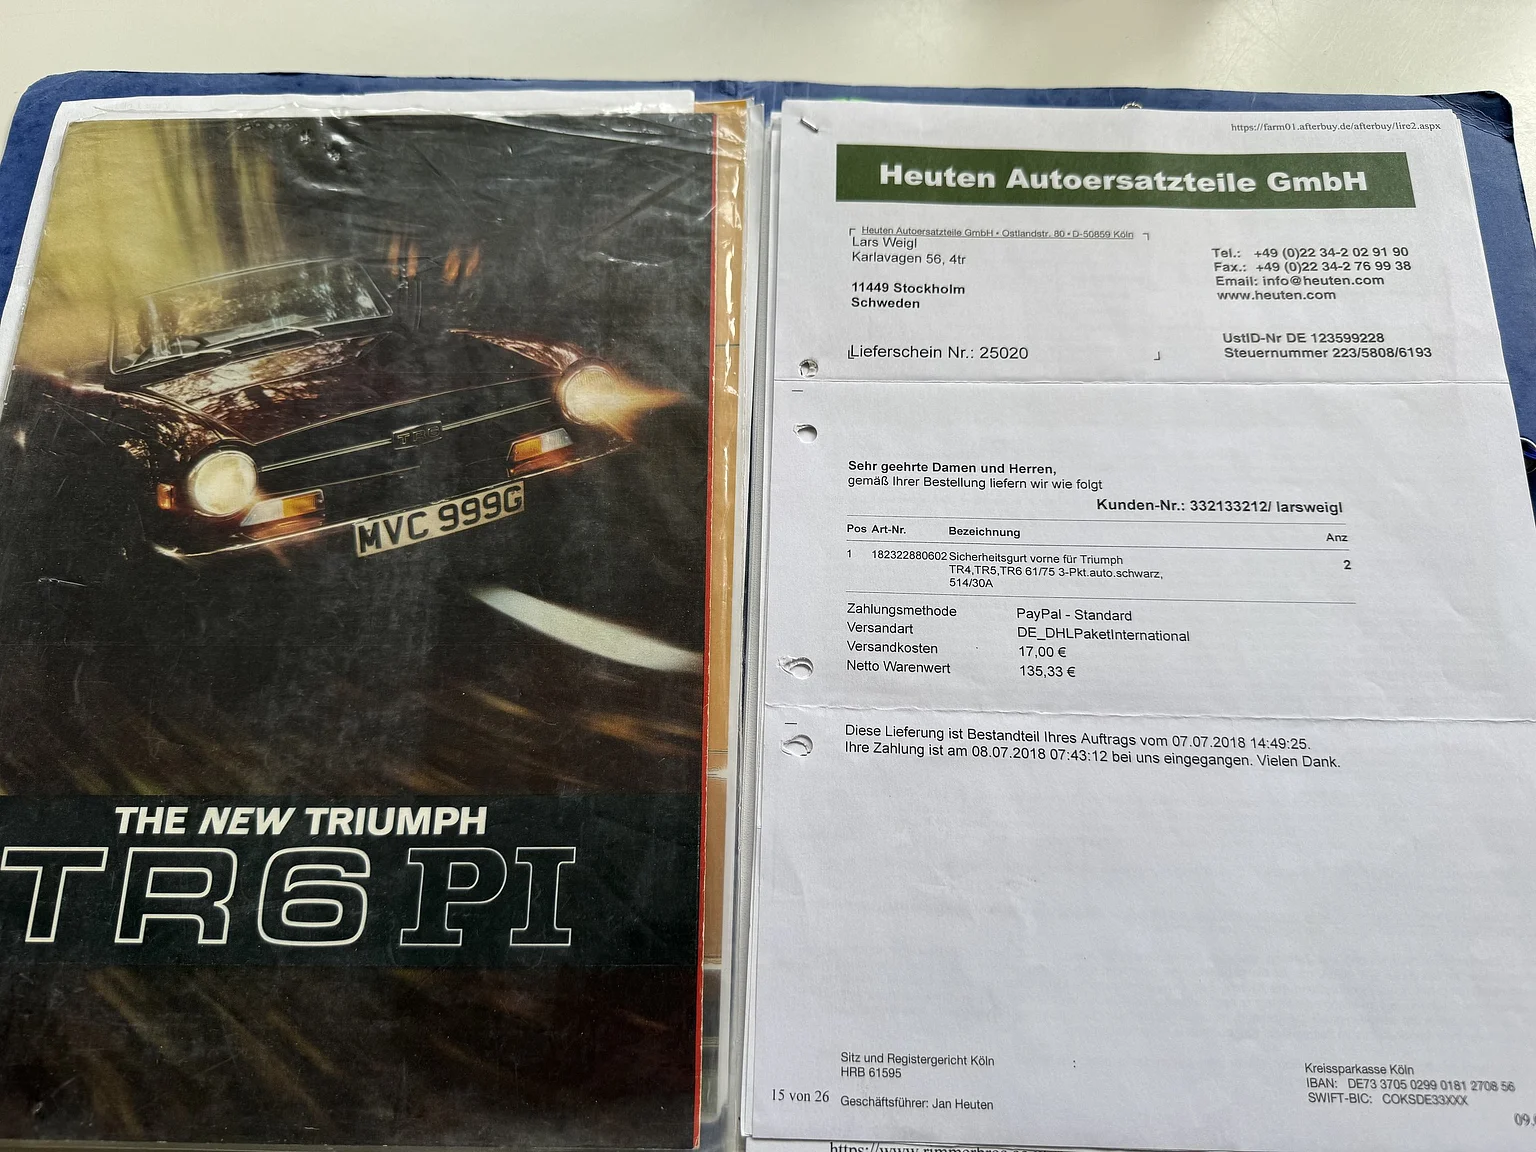 TR6
MVC 999G
THE NEW TRIUMPH
TR6 PI
https://farm01.afterbuy.de/afterbuy/lire2.aspx
Heuten Autoersatzteile GmbH
Heuten Autoersatzteile GmbH • Ostlandstr. 80 • D-50859 Köln
Lars Weigl
Karlavagen 56, 4tr
11449 Stockholm
Schweden
Lieferschein Nr.: 25020
Tel.: +49 (0)22 34-2 02 91 90
Fax.: +49 (0)22 34-2 76 99 38
Email: info@heuten.com
www.heuten.com
UstID-Nr DE 123599228
Steuernummer 223/5808/6193
Sehr geehrte Damen und Herren,
gemäß Ihrer Bestellung liefern wir wie folgt
Kunden-Nr.: 332133212/ larsweigl
Pos Art-Nr. Bezeichnung Anz
1 182322880602 Sicherheitsgurt vorne für Triumph 2
TR4,TR5,TR6 61/75 3-Pkt.auto.schwarz,
514/30A
Zahlungsmethode PayPal - Standard
Versandart DE_DHLPaketInternational
Versandkosten 17,00 €
Netto Warenwert 135,33 €
Diese Lieferung ist Bestandteil Ihres Auftrags vom 07.07.2018 14:49:25.
Ihre Zahlung ist am 08.07.2018 07:43:12 bei uns eingegangen. Vielen Dank.
Sitz und Registergericht Köln
HRB 61595
Geschäftsführer: Jan Heuten
Kreissparkasse Köln
IBAN: DE73 3705 0299 0181 2708 56
SWIFT-BIC: COKSDE33XXX
15 von 26
09.